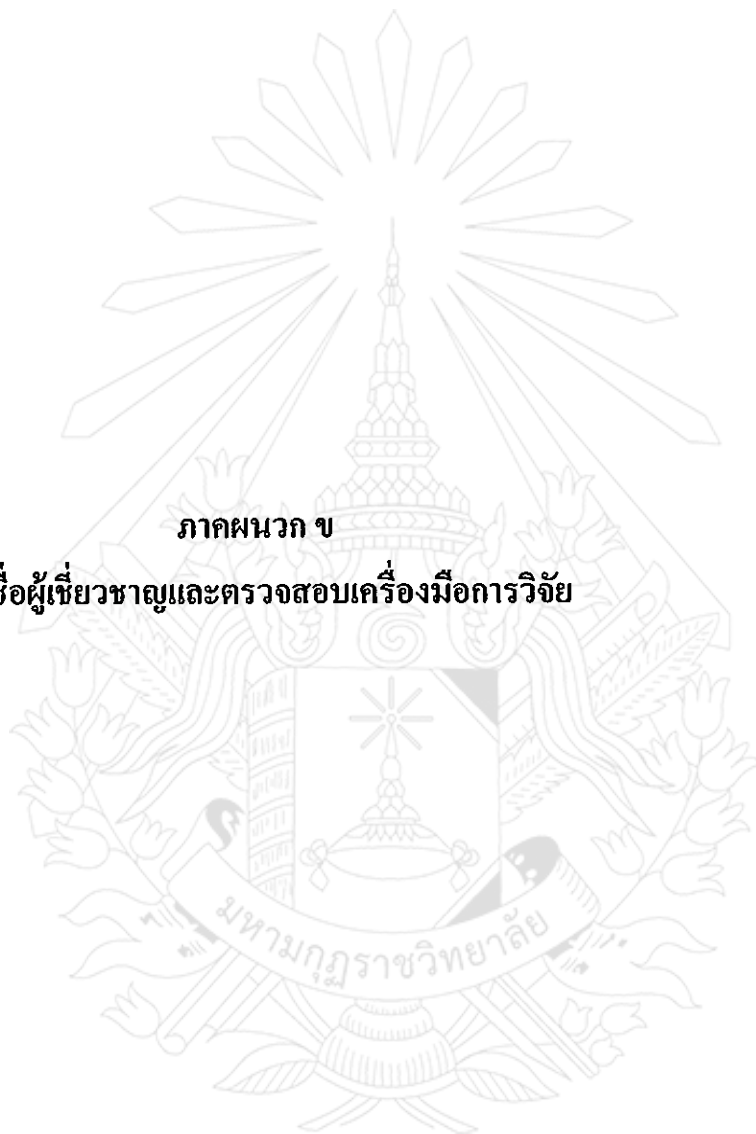 ภาคผนวก ข
ชื่อผู้เชี่ยวชาญและตรวจสอบเครื่องมือการวิจัย
มหามกุฏราชวิทยาลัย